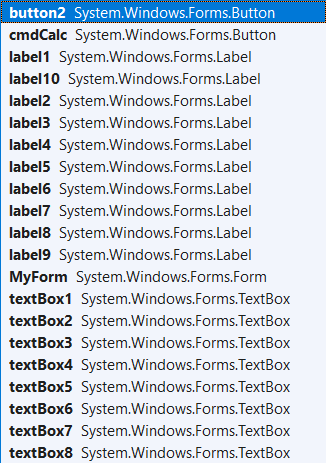 button2 System.Windows.Forms.Button
cmdCalc System.Windows.Forms.Button
label1 System.Windows.Forms.Label
label10 System.Windows.Forms.Label
label2 System.Windows.Forms.Label
label3 System.Windows.Forms.Label
label4 System.Windows.Forms.Label
label5 System.Windows.Forms.Label
label6 System.Windows.Forms.Label
label7 System.Windows.Forms.Label
label8 System.Windows.Forms.Label
label9 System.Windows.Forms.Label
MyForm System.Windows.Forms.Form
textBox1 System.Windows.Forms.TextBox
textBox2 System.Windows.Forms.TextBox
textBox3 System.Windows.Forms.TextBox
textBox4 System.Windows.Forms.TextBox
textBox5 System.Windows.Forms.TextBox
textBox6 System.Windows.Forms.TextBox
textBox7 System.Windows.Forms.TextBox
textBox8 System.Windows.Forms.TextBox